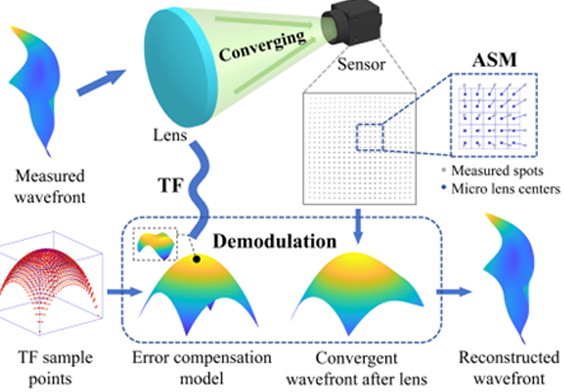 Converging
Sensor
ASM
Lens
Measured
wavefront
TF
Measured spots
Micro lens centers
Demodulation
TF sample
points
Error compensation
model
Convergent
wavefront after lens
Reconstructed
wavefront